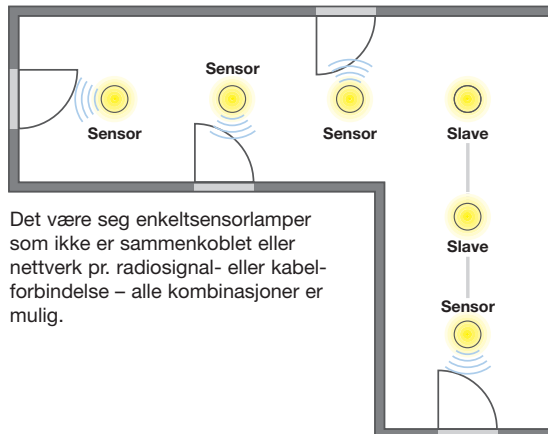 Sensor
Sensor
Sensor
Slave
Slave
Sensor
Det være seg enkeltsensorlamper
som ikke er sammenkoblet eller
nettverk pr. radiosignal- eller kabel-
forbindelse – alle kombinasjoner er
mulig.